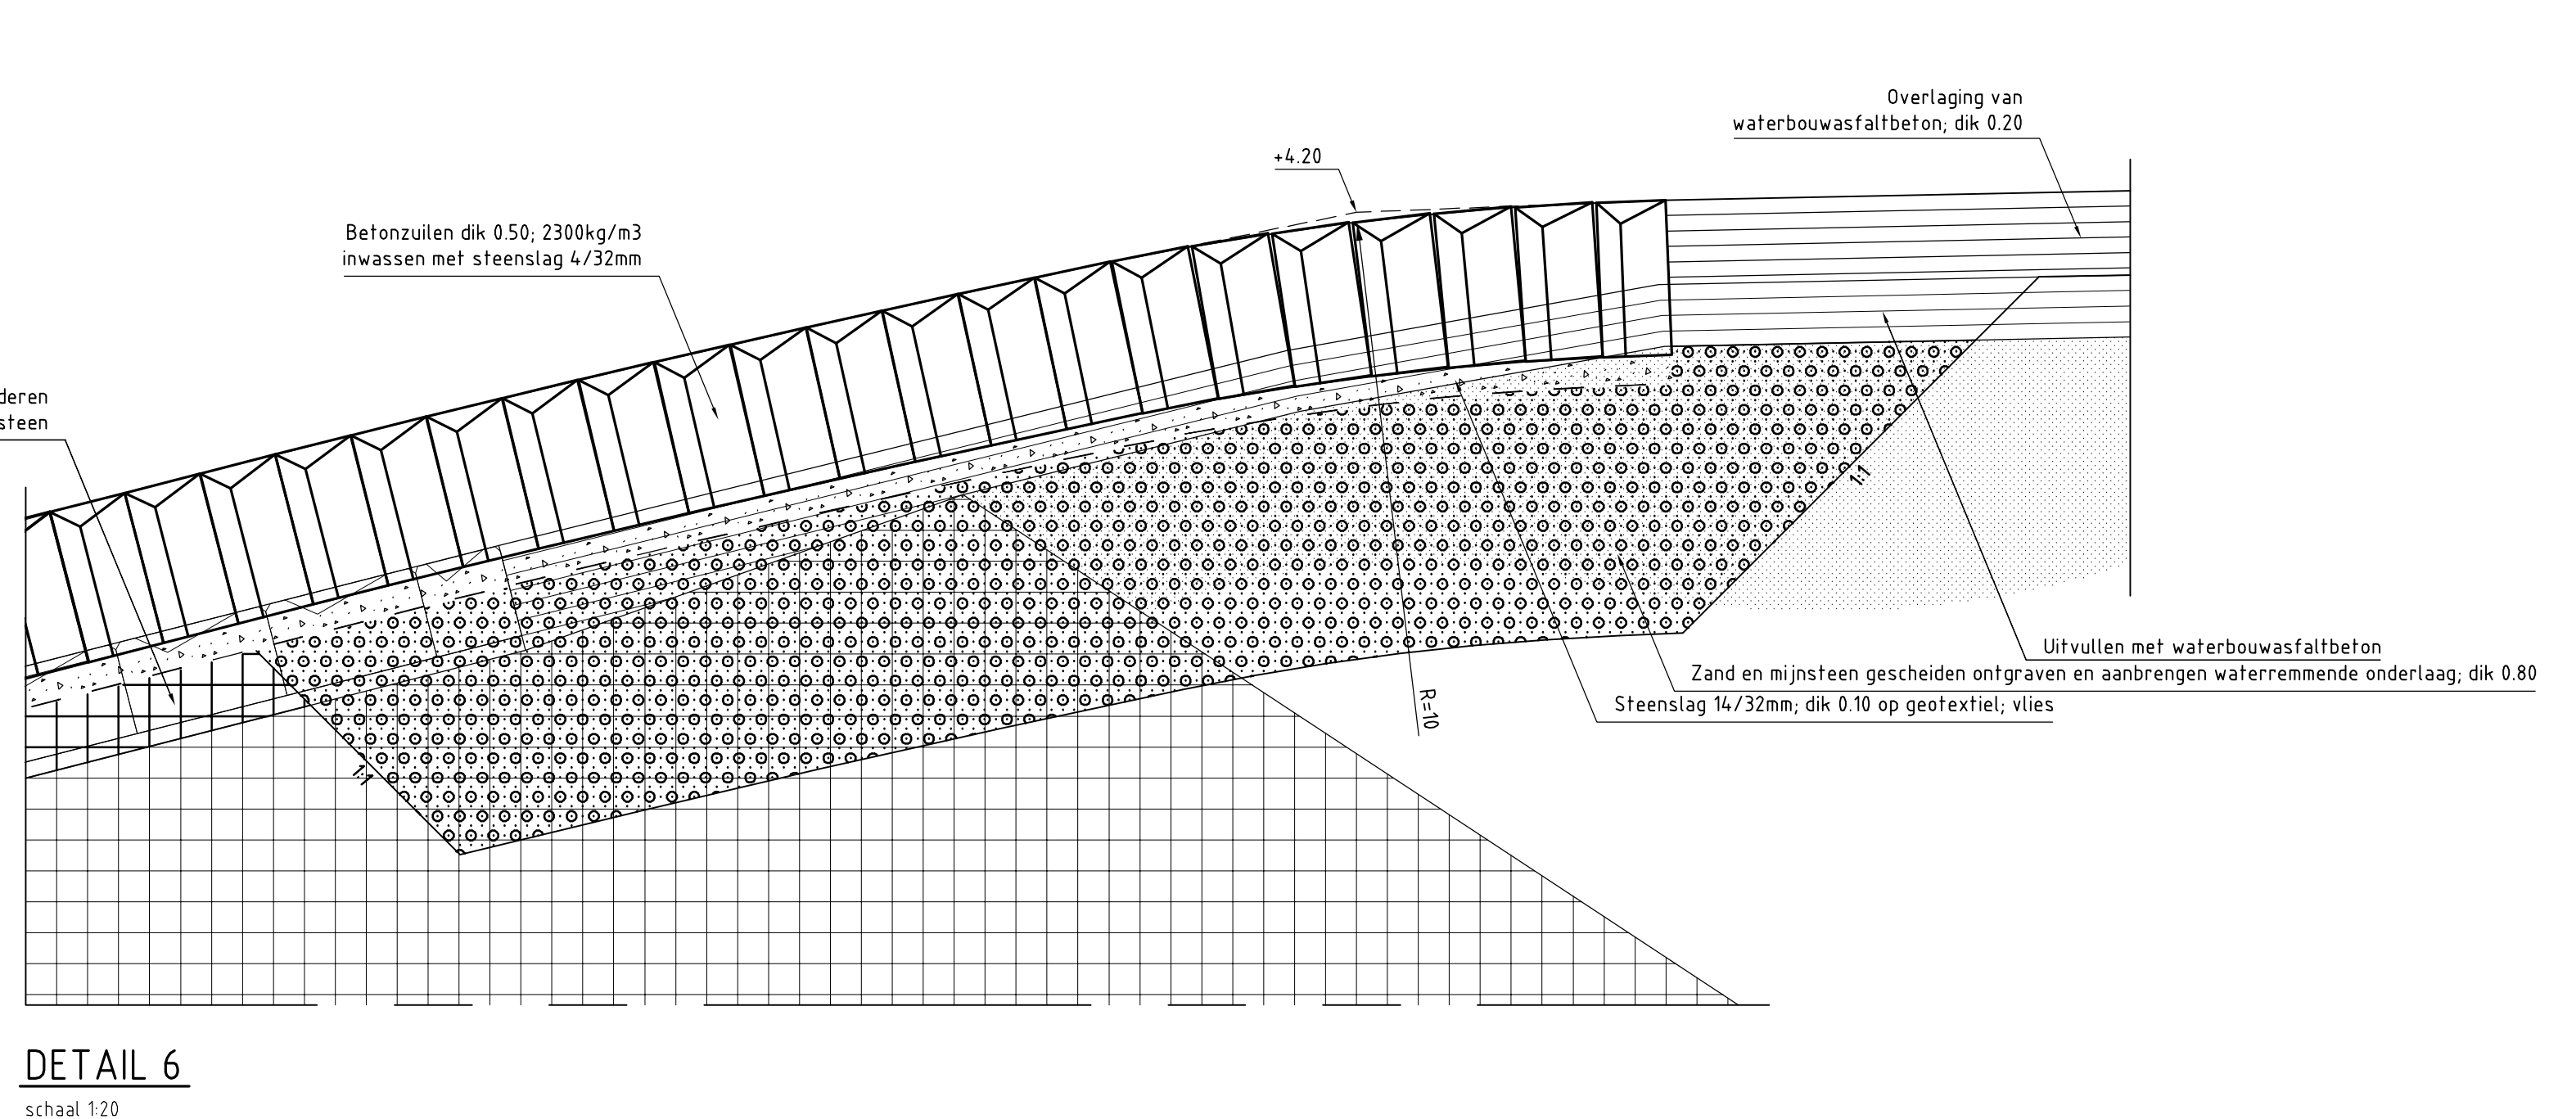 Overlaging van
waterbouwasfaltbeton; dik 0.20
+4.20
Betonzuilen dik 0.50; 2300kg/m3
inwassen met steenslag 4/32mm
deren
steen
1:1
Uitvullen met waterbouwasfaltbeton
Zand en mijnsteen gescheiden ontgraven en aanbrengen waterremmende onderlaag; dik 0.80
Steenslag 14/32mm; dik 0.10 op geotextiel; vlies
R=10
1:1
DETAIL 6
schaal 1:20